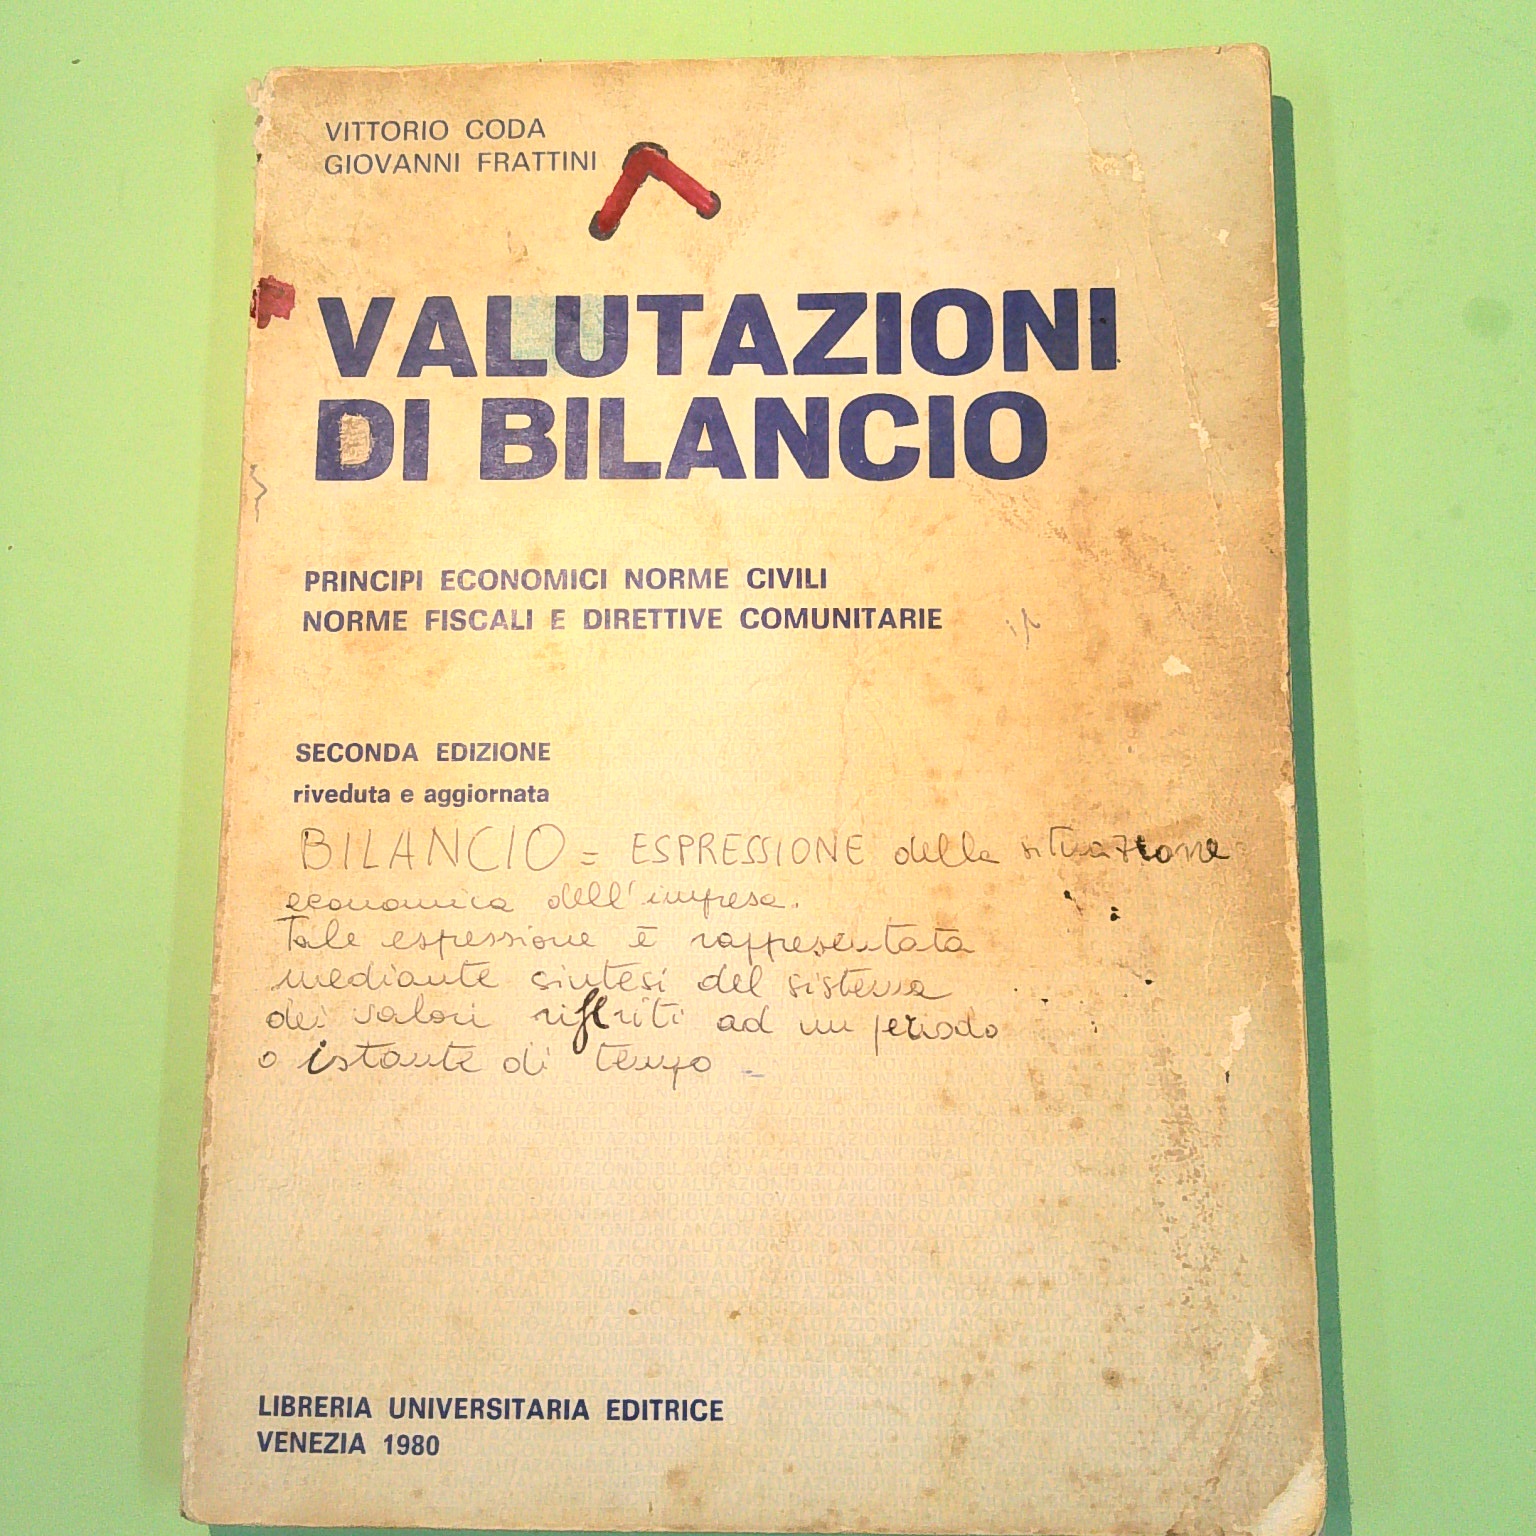 VITTORIO CODA
GIOVANNI FRATTINI
VALUTAZIONI
DI BILANCIO
PRINCIPI ECONOMICI NORME CIVILI
NORME FISCALI E DIRETTIVE COMUNITARIE
SECONDA EDIZIONE
riveduta e aggiornata
BILANCIO = ESPRESSIONE della situazione
economica dell'impresa.
Tale espressione è rappresentata
mediante sintesi del sistema
dei valori riferiti ad un periodo
o istante di tempo
LIBRERIA UNIVERSITARIA EDITRICE
VENEZIA 1980